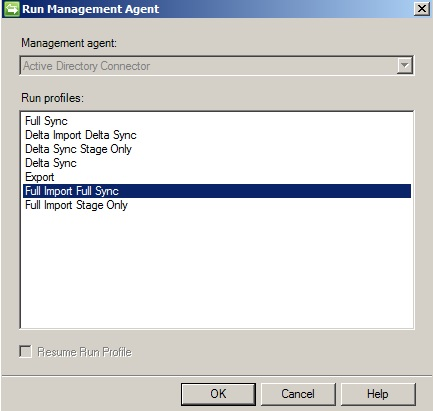 Run Management Agent
Management agent:
Active Directory Connector
Run profiles:
Full Sync
Delta Import Delta Sync
Delta Sync Stage Only
Delta Sync
Export
Full Import Full Sync
Full Import Stage Only
Resume Run Profile
OK
Cancel
Help